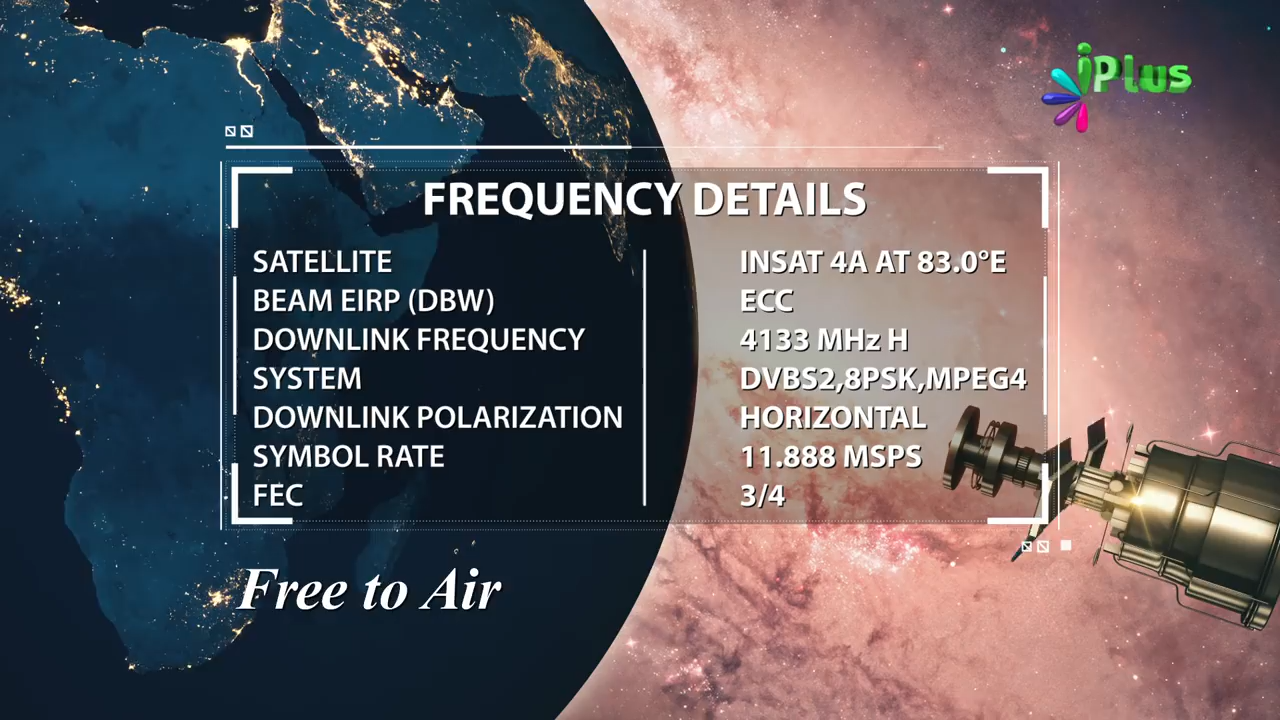 iPlus
FREQUENCY DETAILS
SATELLITE INSAT 4A AT 83.0°E
BEAM EIRP (DBW) ECC
DOWNLINK FREQUENCY 4133 MHz H
SYSTEM DVBS2,8PSK,MPEG4
DOWNLINK POLARIZATION HORIZONTAL
SYMBOL RATE 11.888 MSPS
FEC 3/4
Free to Air